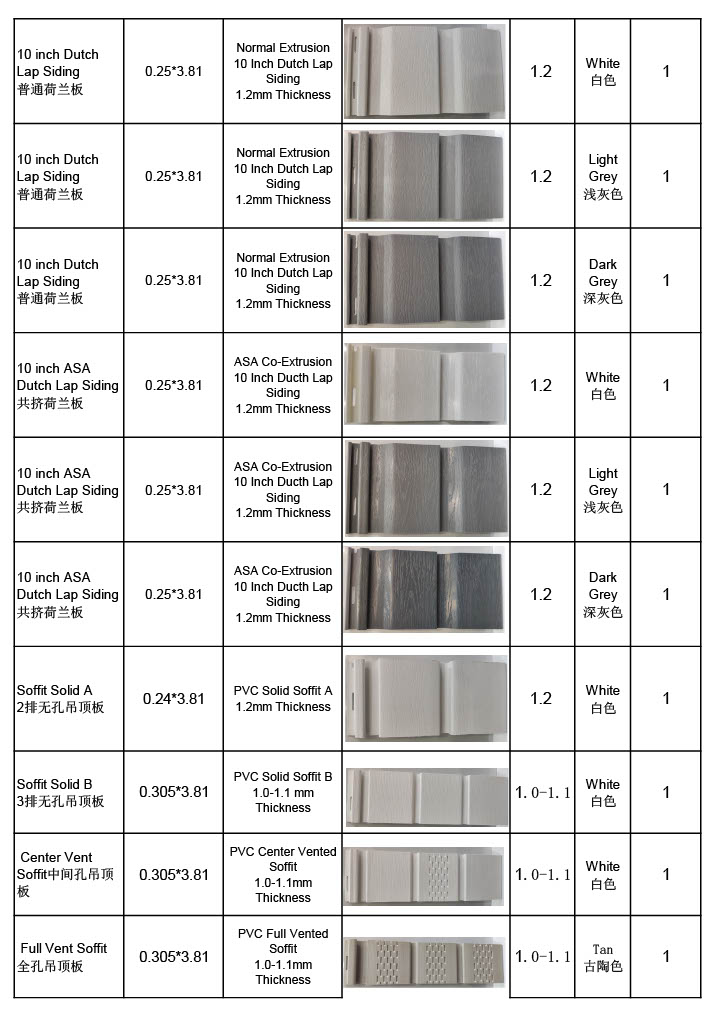 10 inch Dutch
Lap Siding
普通荷兰板
0.25*3.81
Normal Extrusion
10 Inch Dutch Lap
Siding
1.2mm Thickness
1.2
White
白色
1
10 inch Dutch
Lap Siding
普通荷兰板
0.25*3.81
Normal Extrusion
10 Inch Dutch Lap
Siding
1.2mm Thickness
1.2
Light
Grey
浅灰色
1
10 inch Dutch
Lap Siding
普通荷兰板
0.25*3.81
Normal Extrusion
10 Inch Dutch Lap
Siding
1.2mm Thickness
1.2
Dark
Grey
深灰色
1
10 inch ASA
Dutch Lap Siding
共挤荷兰板
0.25*3.81
ASA Co-Extrusion
10 Inch Ducth Lap
Siding
1.2mm Thickness
1.2
White
白色
1
10 inch ASA
Dutch Lap Siding
共挤荷兰板
0.25*3.81
ASA Co-Extrusion
10 Inch Ducth Lap
Siding
1.2mm Thickness
1.2
Light
Grey
浅灰色
1
10 inch ASA
Dutch Lap Siding
共挤荷兰板
0.25*3.81
ASA Co-Extrusion
10 Inch Ducth Lap
Siding
1.2mm Thickness
1.2
Dark
Grey
深灰色
1
Soffit Solid A
2排无孔吊顶板
0.24*3.81
PVC Solid Soffit A
1.2mm Thickness
1.2
White
白色
1
Soffit Solid B
3排无孔吊顶板
0.305*3.81
PVC Solid Soffit B
1.0-1.1 mm
Thickness
1.0-1.1
White
白色
1
Center Vent
Soffit中间孔吊顶
板
0.305*3.81
PVC Center Vented
Soffit
1.0-1.1mm
Thickness
1.0-1.1
White
白色
1
Full Vent Soffit
全孔吊顶板
0.305*3.81
PVC Full Vented
Soffit
1.0-1.1mm
Thickness
1.0-1.1
Tan
古陶色
1